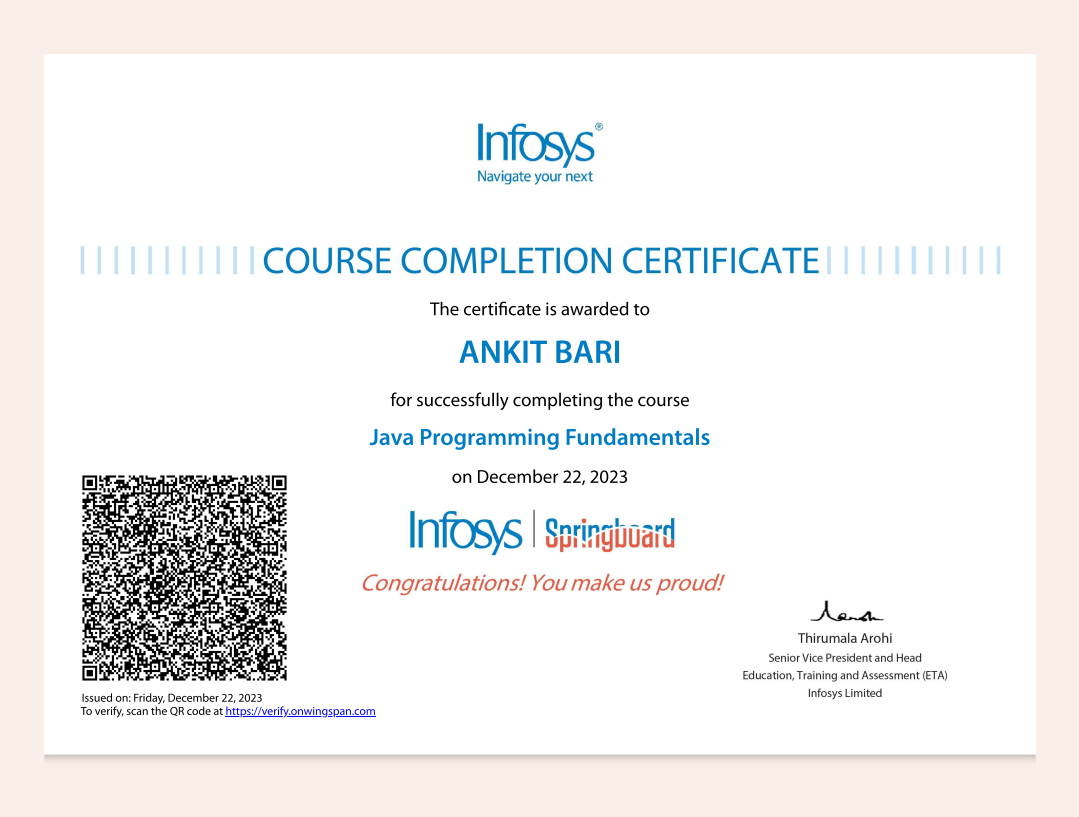 Infosys®
Navigate your next
COURSE COMPLETION CERTIFICATE
The certificate is awarded to
ANKIT BARI
for successfully completing the course
Java Programming Fundamentals
on December 22, 2023
Infosys | Springboard
Congratulations! You make us proud!
Thirumala Arohi
Senior Vice President and Head
Education, Training and Assessment (ETA)
Infosys Limited
Issued on: Friday, December 22, 2023
To verify, scan the QR code at https://verify.onwingspan.com